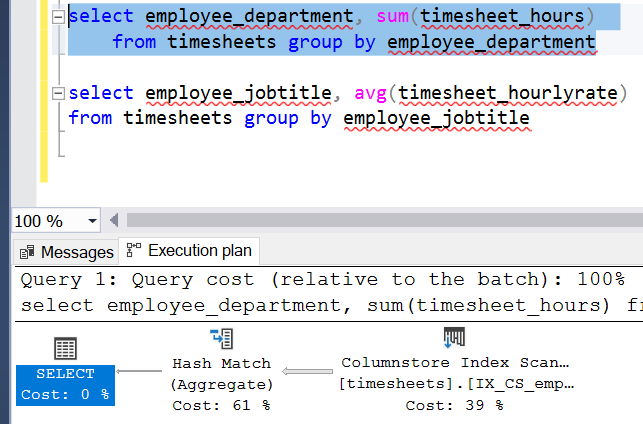 select employee_department, sum(timesheet_hours)
from timesheets group by employee_department
select employee_jobtitle, avg(timesheet_hourlyrate)
from timesheets group by employee_jobtitle
100 %
Messages Execution plan
Query 1: Query cost (relative to the batch): 100%
select employee_department, sum(timesheet_hours) f
SELECT
Cost: 0 %
Hash Match
(Aggregate)
Cost: 61 %
Columnstore Index Scan…
[timesheets].[IX_CS_emp…
Cost: 39 %